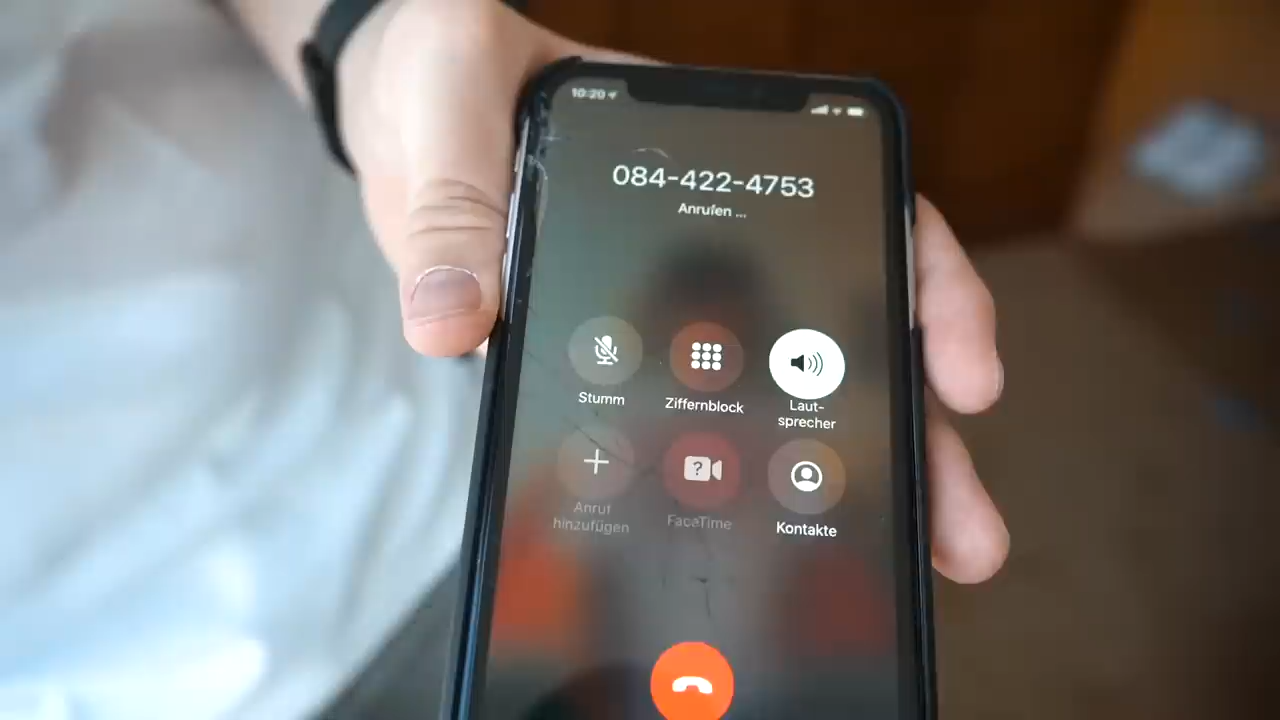 10:20
084-422-4753
Anrufen ...
Stumm
Ziffernblock
Laut-
sprecher
?
Anruf
hinzufügen
FaceTime
Kontakte